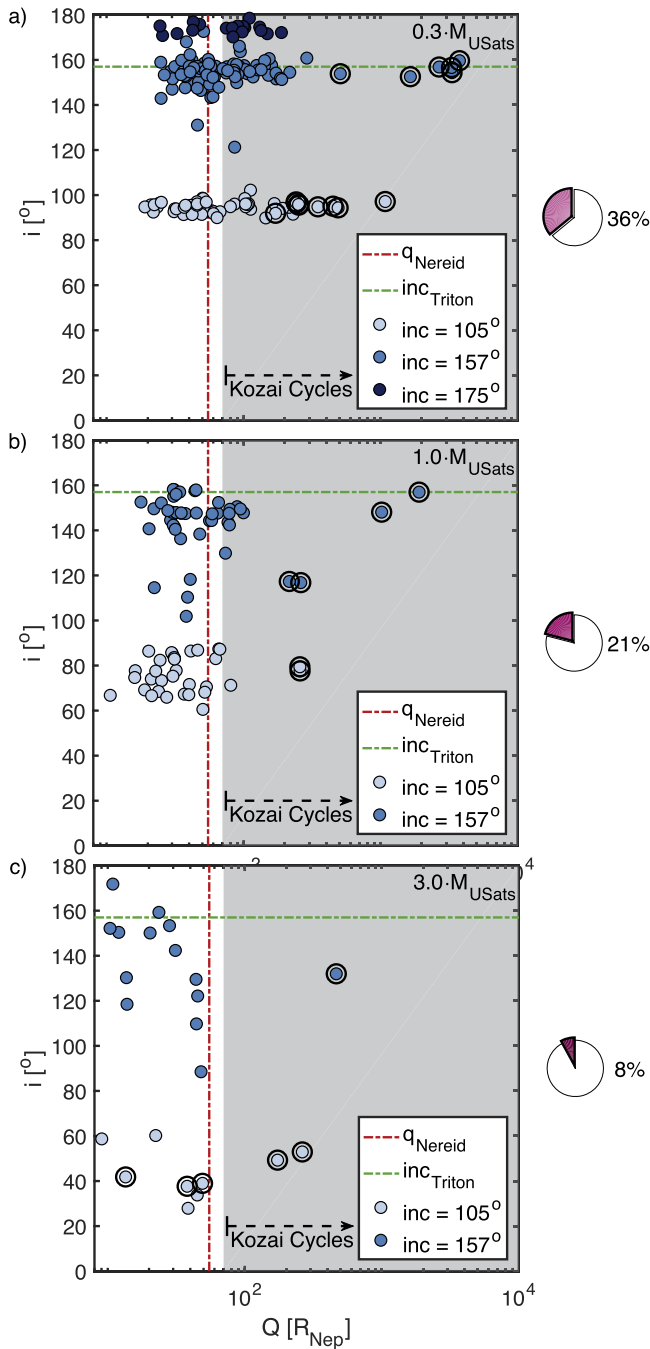 a)
0.3·M_USats
i [°]
180
160
140
120
100
80
60
40
20
0
q_Nereid
inc_Triton
inc = 105°
inc = 157°
inc = 175°
Kozai Cycles
36%
b)
1.0·M_USats
i [°]
180
160
140
120
100
80
60
40
20
0
q_Nereid
inc_Triton
inc = 105°
inc = 157°
Kozai Cycles
21%
c)
3.0·M_USats
i [°]
180
160
140
120
100
80
60
40
20
0
q_Nereid
inc_Triton
inc = 105°
inc = 157°
Kozai Cycles
8%
10² 10⁴
Q [R_Nep]